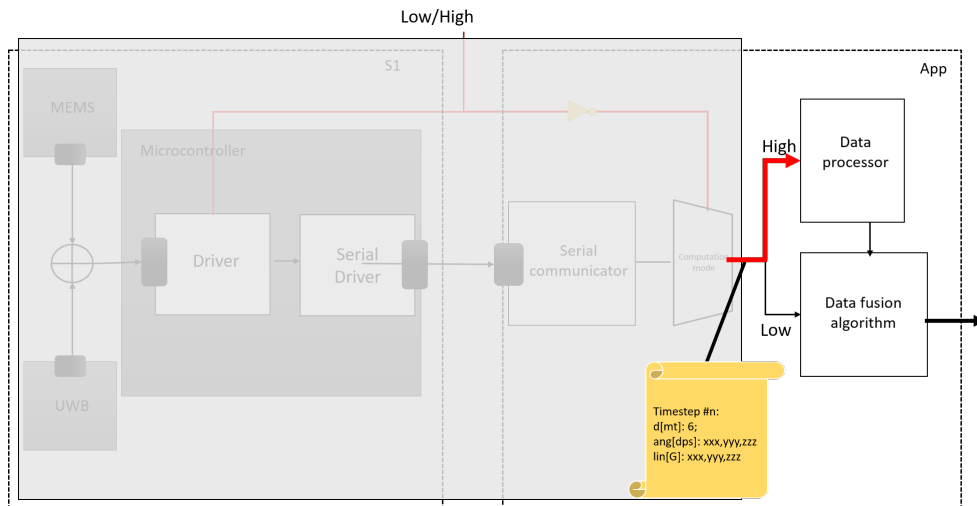 Low/High
S1
App
MEMS
Microcontroller
High
Data
processor
Driver
Serial
Driver
Serial
communicator
Computation
mode
Data fusion
algorithm
Low
UWB
Timestep #n:
d[mt]: 6;
ang[dps]: xxx,yyy,zzz
lin[G]: xxx,yyy,zzz